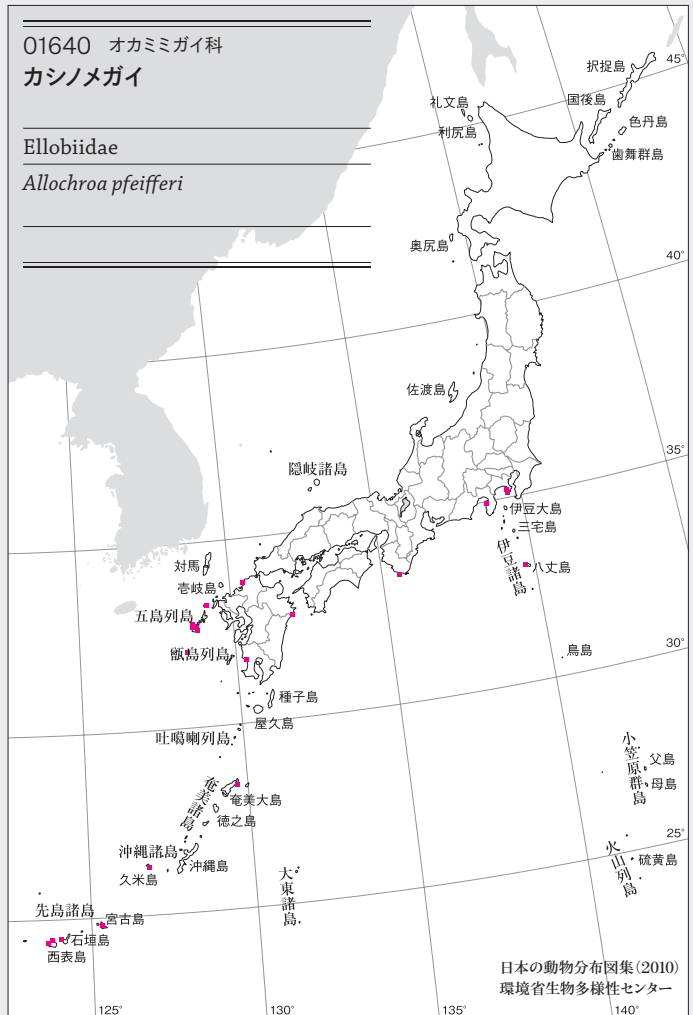 01640 オカミミガイ科
カシノメガイ
Ellobiidae
Allochroa pfeifferi
択捉島
45°
礼文島
国後島
利尻島
色丹島
歯舞群島
奥尻島
40°
佐渡島
35°
隠岐諸島
伊豆大島
三宅島
伊豆諸島
八丈島
対馬
壱岐島
五島列島
甑島列島
鳥島
30°
種子島
屋久島
吐噶喇列島
小笠原群島
父島
母島
奄美諸島
奄美大島
徳之島
25°
沖縄諸島
沖縄島
久米島
火山列島
硫黄島
大東諸島
先島諸島
宮古島
石垣島
西表島
日本の動物分布図集(2010)
環境省生物多様性センター
125°
130°
135°
140°